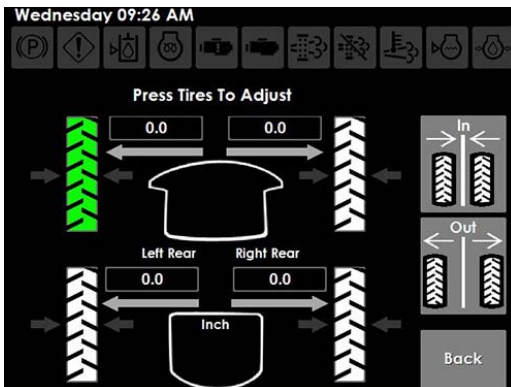 Wednesday 09:26 AM
(P)
Press Tires To Adjust
0.0 0.0
In
Out
Left Rear Right Rear
0.0 0.0
Inch
Back